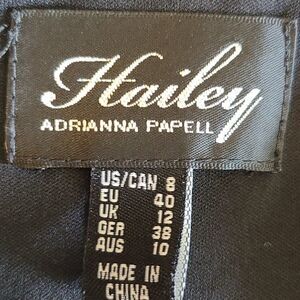 Hailey
ADRIANNA PAPELL
US/CAN 8
EU 40
UK 12
GER 38
AUS 10
MADE IN
CHINA